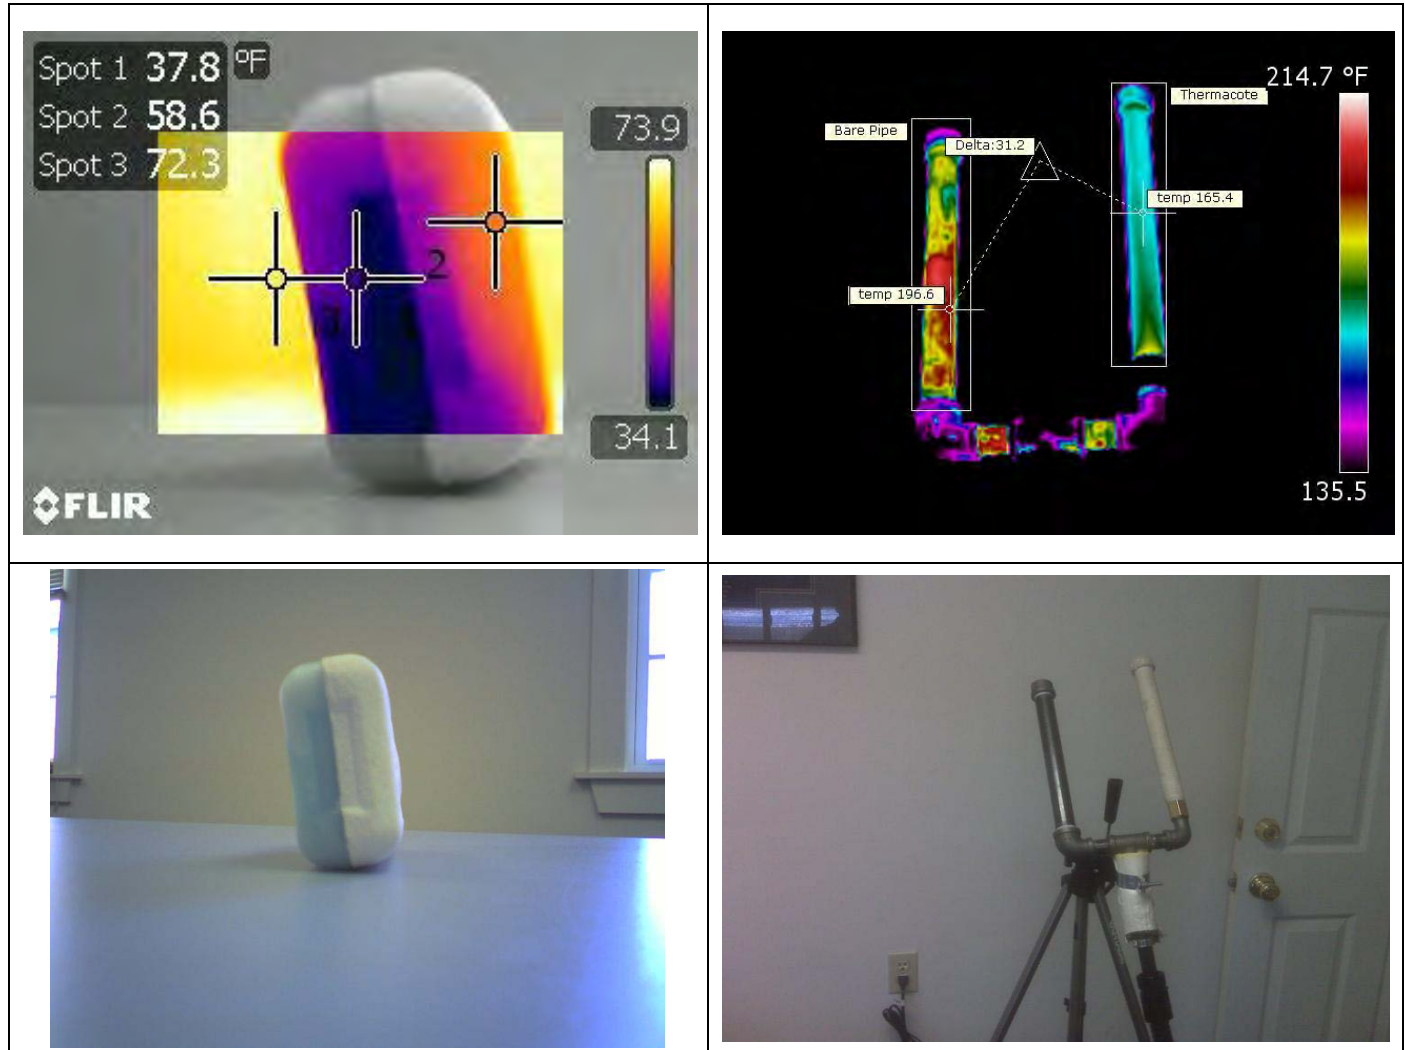 Spot 1 37.8 °F
Spot 2 58.6
Spot 3 72.3
73.9
2
34.1
FLIR
214.7 °F
Thermacote
Bare Pipe
Delta:31.2
temp 165.4
temp 196.6
135.5